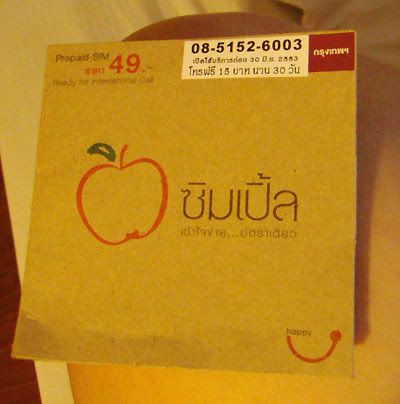 Prepaid SIM
ราคา 49.-
Ready for International Call
08-5152-6003
เปิดใช้บริการก่อน 30 มิ.ย. 2553
โทรฟรี 15 บาท นาน 30 วัน
กรุงเทพฯ
ซิมเปิ้ล
เข้าใจง่าย...อัตราเดียว
happy